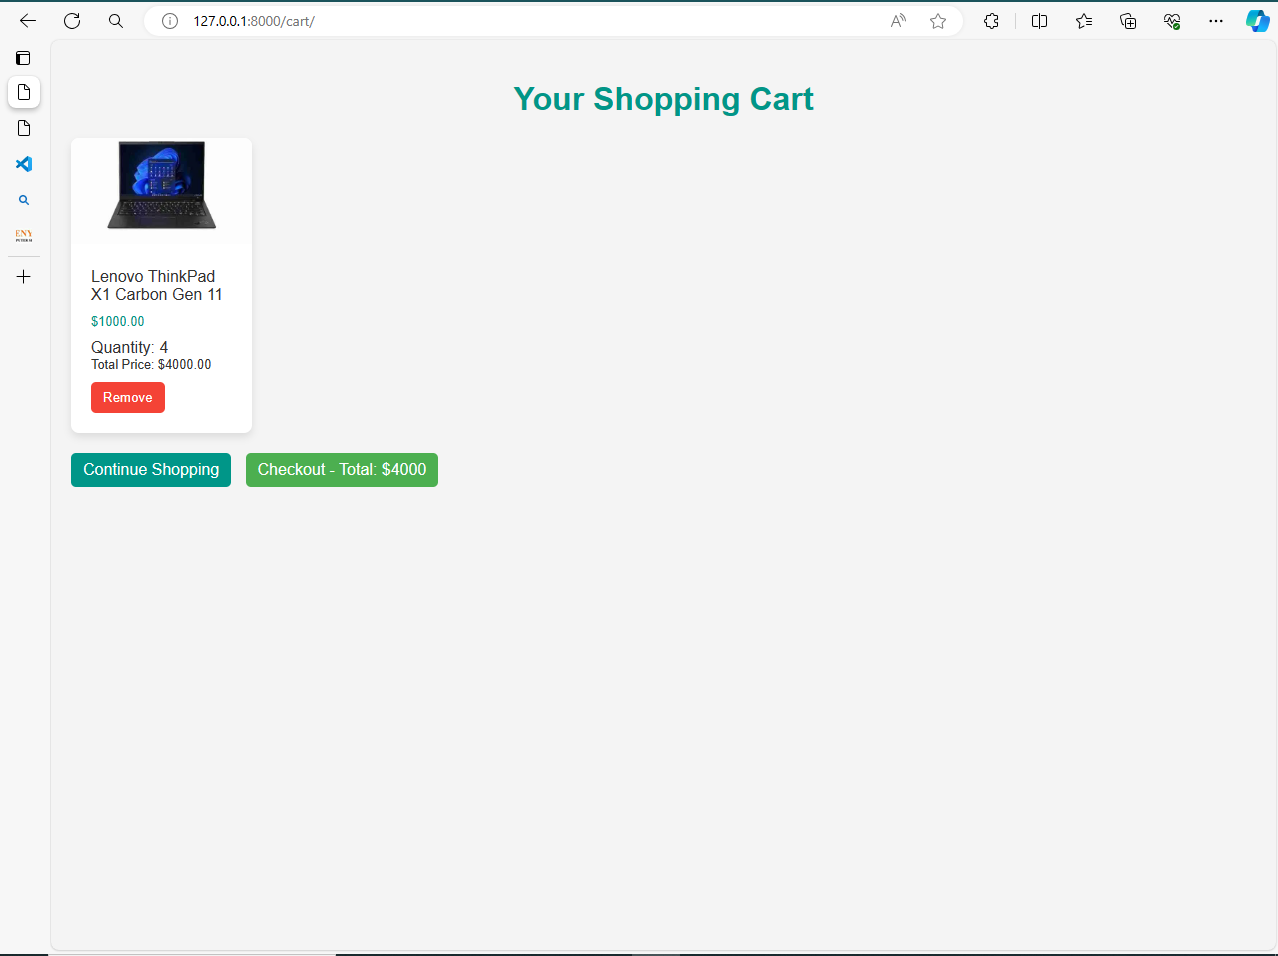 127.0.0.1:8000/cart/
Your Shopping Cart
ENY
Lenovo ThinkPad
X1 Carbon Gen 11
$1000.00
Quantity: 4
Total Price: $4000.00
Remove
Continue Shopping
Checkout - Total: $4000